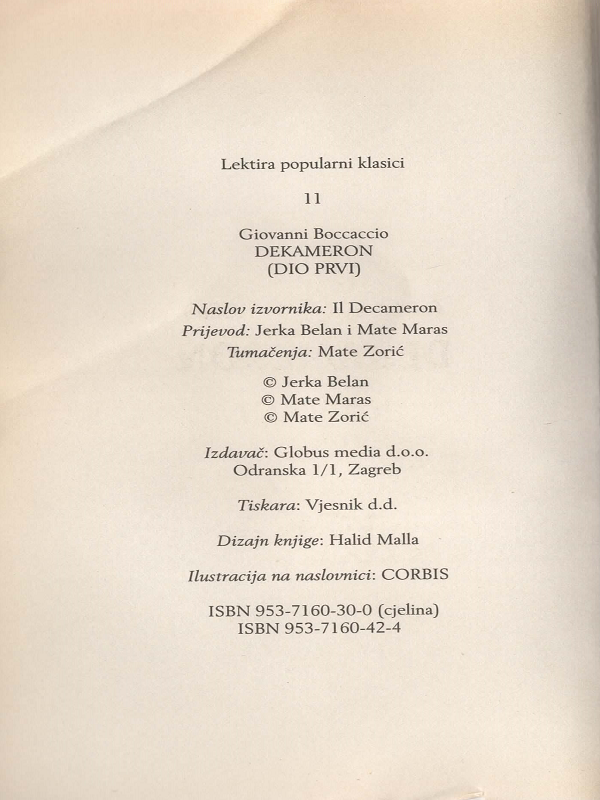 Lektira popularni klasici
11
Giovanni Boccaccio
DEKAMERON
(DIO PRVI)
Naslov izvornika: Il Decameron
Prijevod: Jerka Belan i Mate Maras
Tumačenja: Mate Zorić
© Jerka Belan
© Mate Maras
© Mate Zorić
Izdavač: Globus media d.o.o.
Odranska 1/1, Zagreb
Tiskara: Vjesnik d.d.
Dizajn knjige: Halid Malla
Ilustracija na naslovnici: CORBIS
ISBN 953-7160-30-0 (cjelina)
ISBN 953-7160-42-4